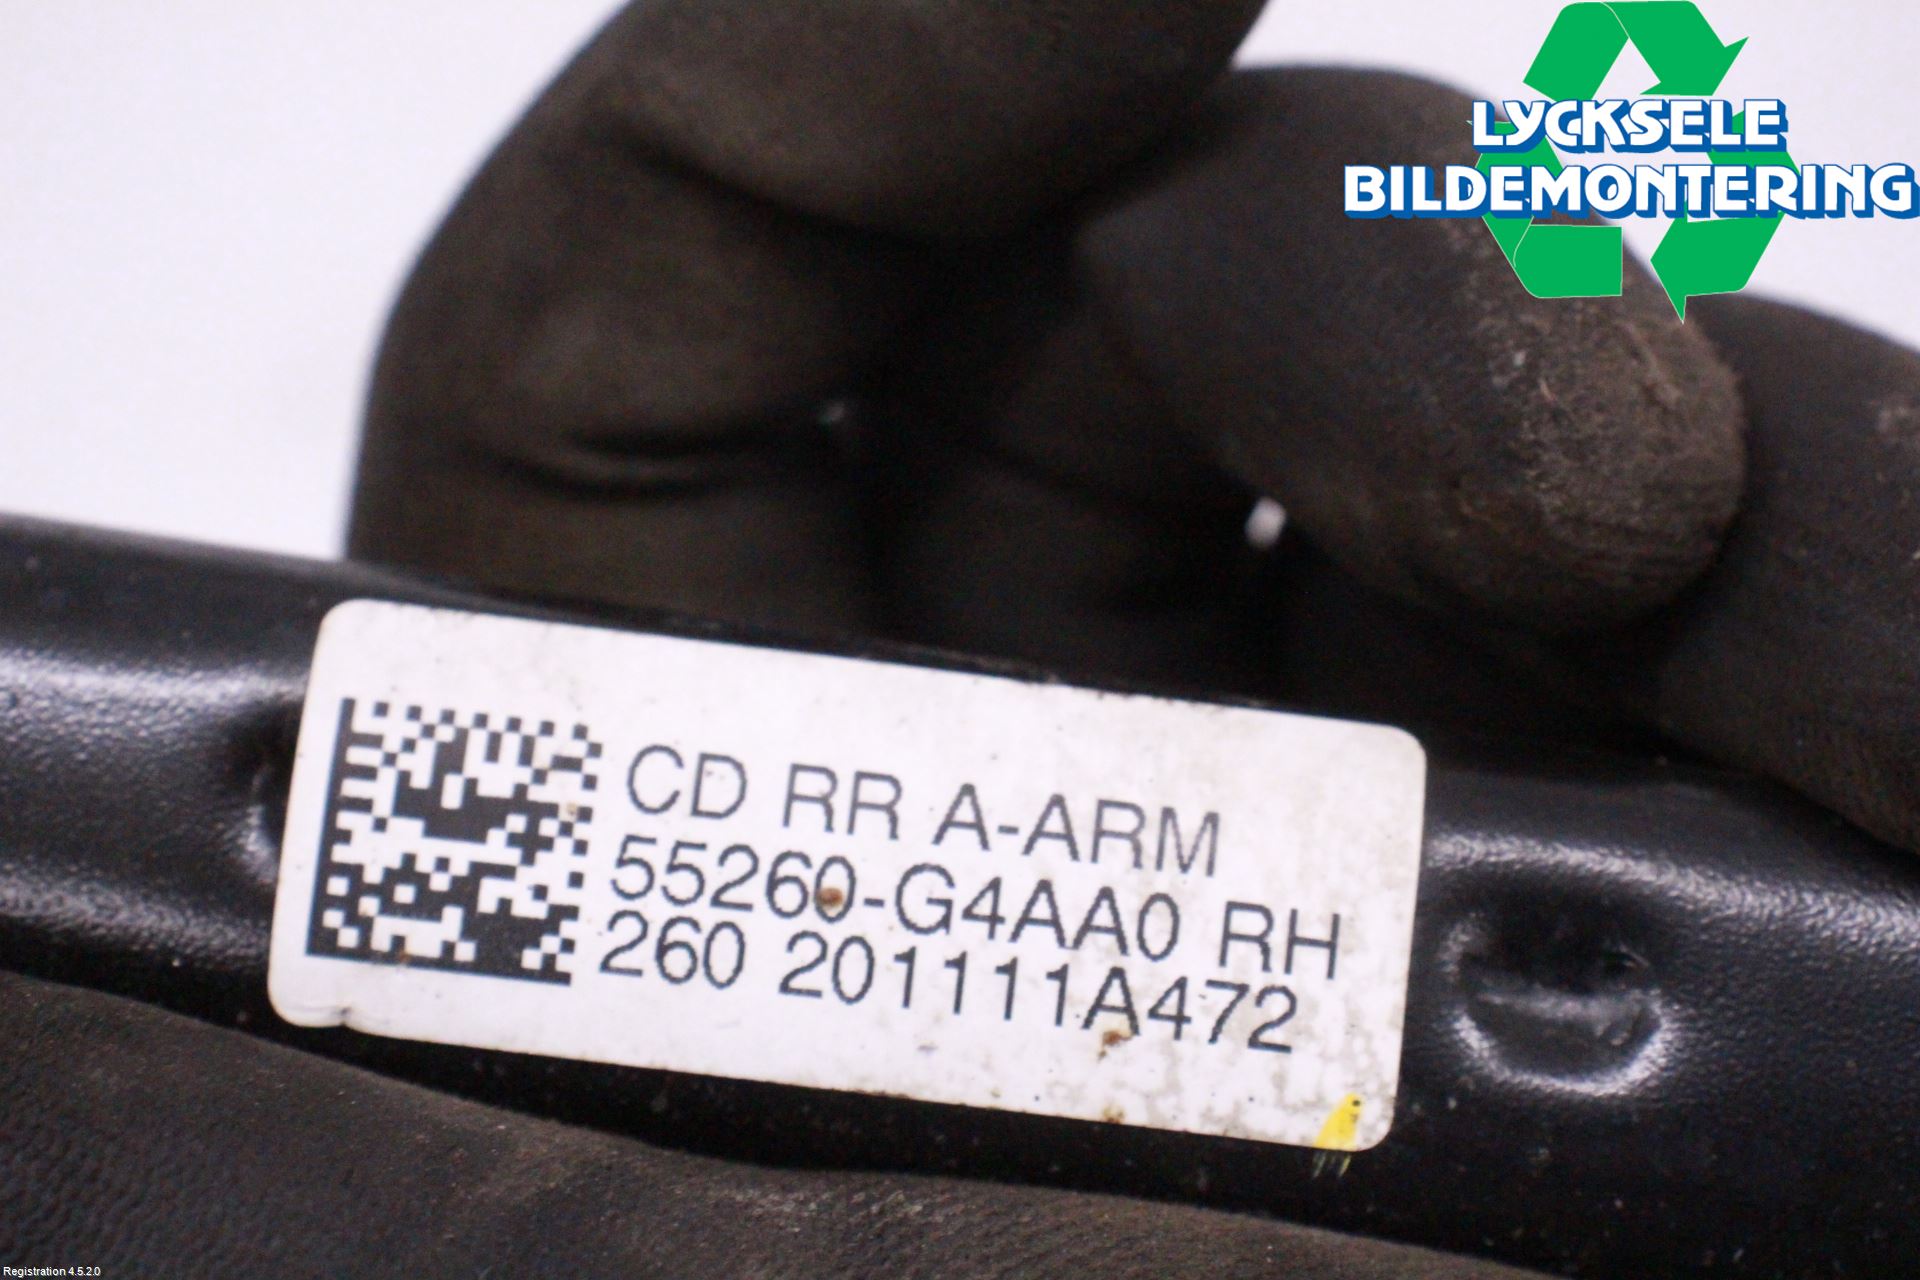 LYCKSELE
BILDEMONTERING
CD RR A-ARM
55260-G4AA0 RH
260 201111A472
Registration 4.5.2.0